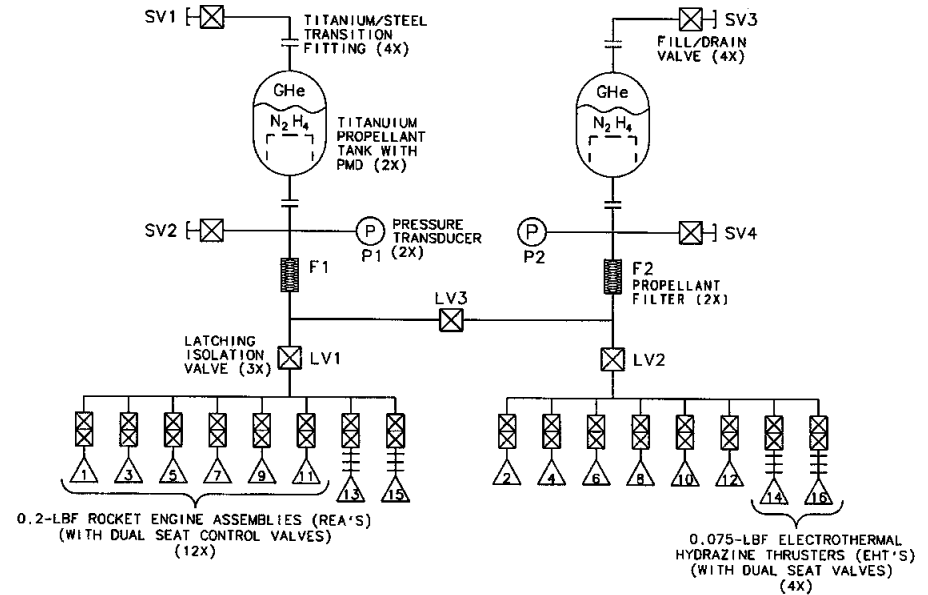 SV1
TITANIUM/STEEL
TRANSITION
FITTING (4X)
SV3
FILL/DRAIN
VALVE (4X)
GHe
N2H4
TITANUIUM
PROPELLANT
TANK WITH
PMD (2X)
GHe
N2H4
SV2
P
P1
PRESSURE
TRANSDUCER
(2X)
P
P2
SV4
F1
F2
PROPELLANT
FILTER (2X)
LV3
LATCHING
ISOLATION
VALVE (3X)
LV1
LV2
1 3 5 7 9 11 13 15
2 4 6 8 10 12 14 16
0.2-LBF ROCKET ENGINE ASSEMBLIES (REA'S)
(WITH DUAL SEAT CONTROL VALVES)
(12X)
0.075-LBF ELECTROTHERMAL
HYDRAZINE THRUSTERS (EHT'S)
(WITH DUAL SEAT VALVES)
(4X)